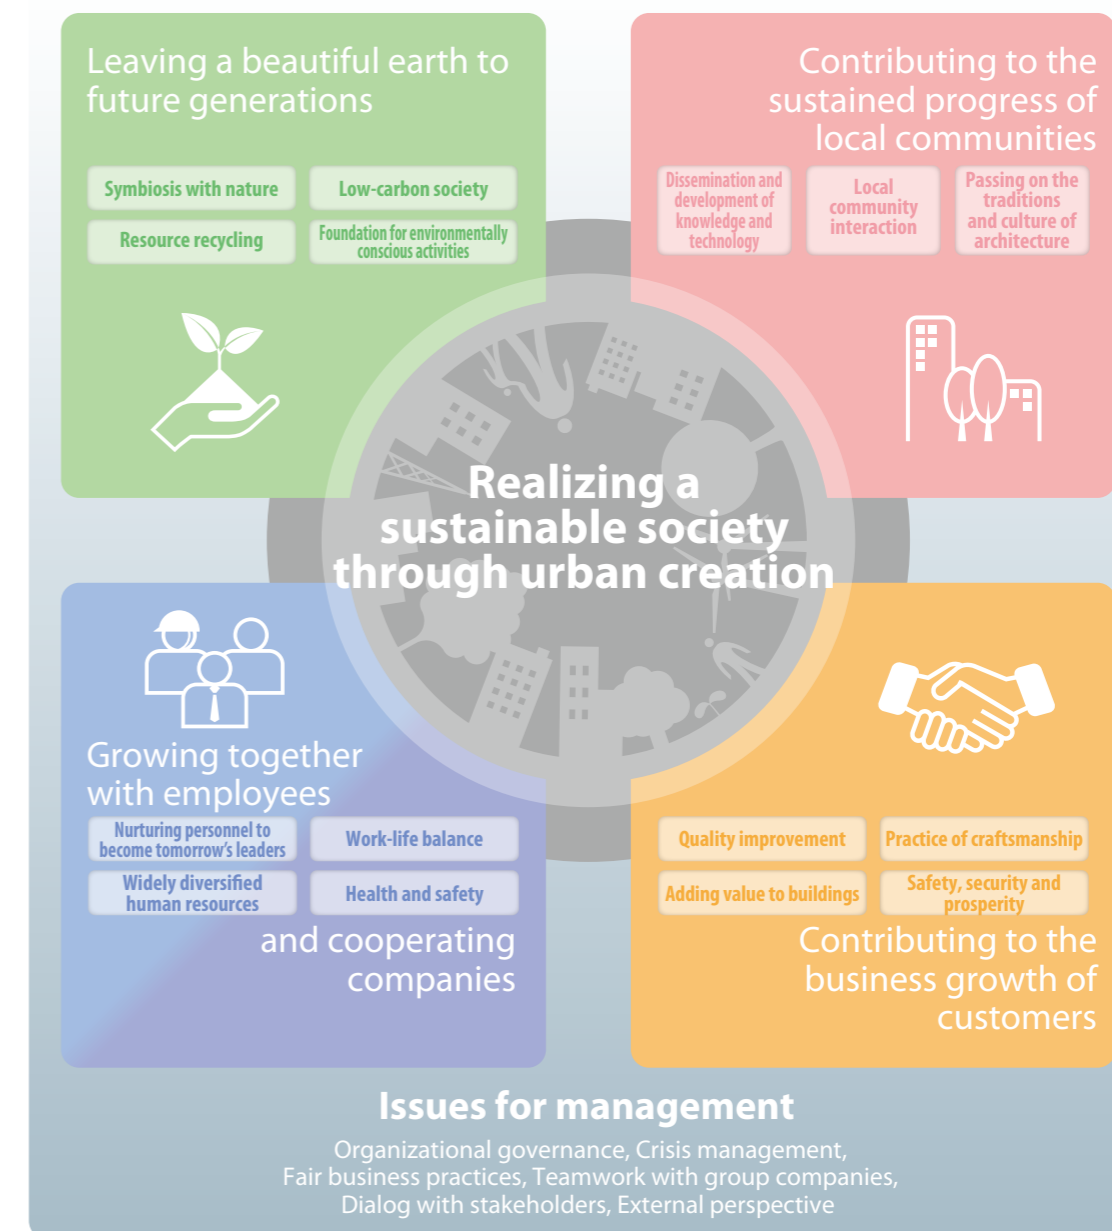 Leaving a beautiful earth to
future generations
Symbiosis with nature
Low-carbon society
Resource recycling
Foundation for environmentally
conscious activities
Contributing to the
sustained progress of
local communities
Dissemination and
development of
knowledge and
technology
Local
community
interaction
Passing on the
traditions
and culture of
architecture
Realizing a
sustainable society
through urban creation
Growing together
with employees
Nurturing personnel to
become tomorrow’s leaders
Work-life balance
Widely diversified
human resources
Health and safety
and cooperating
companies
Quality improvement
Practice of craftsmanship
Adding value to buildings
Safety, security and
prosperity
Contributing to the
business growth of
customers
Issues for management
Organizational governance, Crisis management,
Fair business practices, Teamwork with group companies,
Dialog with stakeholders, External perspective